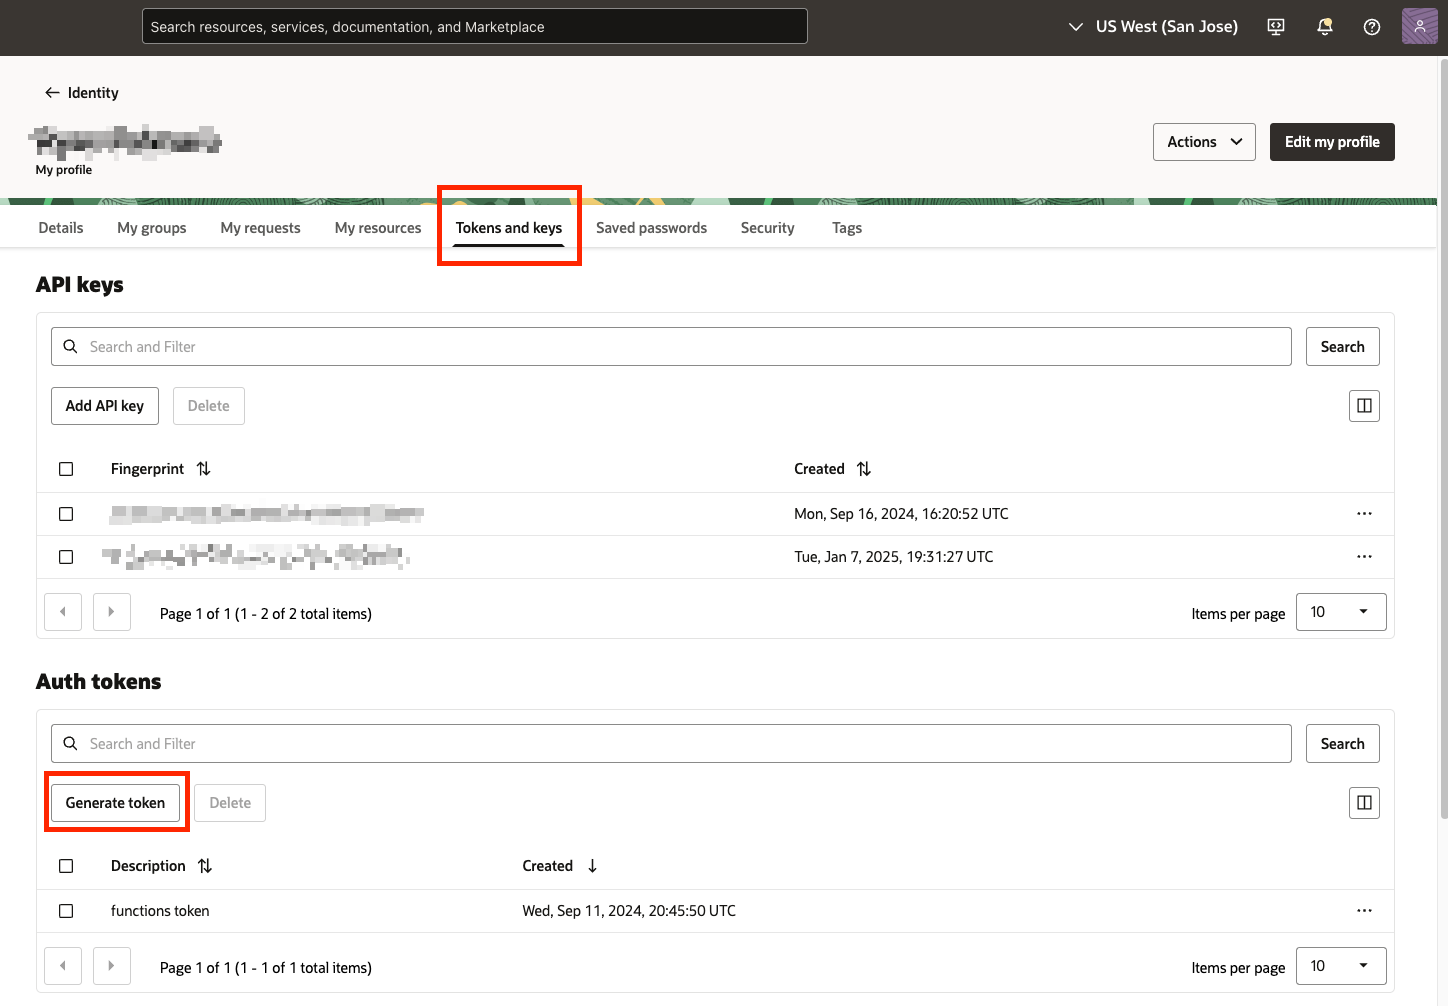 Search resources, services, documentation, and Marketplace
US West (San Jose)
Identity
My profile
Actions
Edit my profile
Details My groups My requests My resources Tokens and keys Saved passwords Security Tags
API keys
Search and Filter Search
Add API key Delete
Fingerprint Created
Mon, Sep 16, 2024, 16:20:52 UTC ...
Tue, Jan 7, 2025, 19:31:27 UTC ...
Page 1 of 1 (1 - 2 of 2 total items) Items per page 10
Auth tokens
Search and Filter Search
Generate token Delete
Description Created
functions token Wed, Sep 11, 2024, 20:45:50 UTC ...
Page 1 of 1 (1 - 1 of 1 total items) Items per page 10